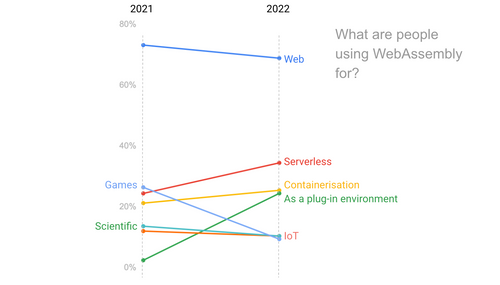 2021 2022
80%
What are people
using WebAssembly
for?
Web
60%
40%
Serverless
Games
Containerisation
As a plug-in environment
20%
Scientific
IoT
0%